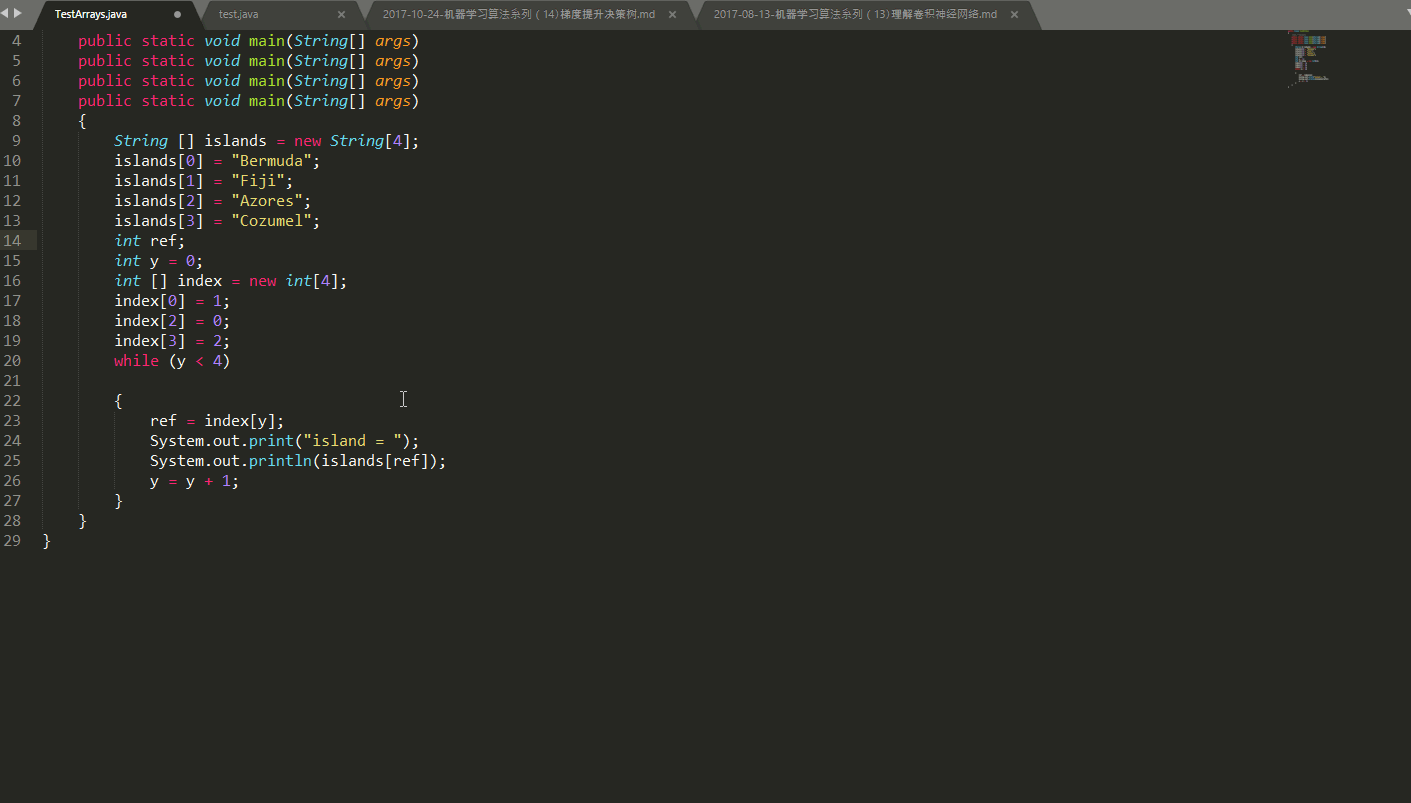 TestArrays.java
test.java
2017-10-24-机器学习算法系列（14）梯度提升决策树.md
2017-08-13-机器学习算法系列（13）理解卷积神经网络.md
4 public static void main(String[] args)
5 public static void main(String[] args)
6 public static void main(String[] args)
7 public static void main(String[] args)
8 {
9 String [] islands = new String[4];
10 islands[0] = "Bermuda";
11 islands[1] = "Fiji";
12 islands[2] = "Azores";
13 islands[3] = "Cozumel";
14 int ref;
15 int y = 0;
16 int [] index = new int[4];
17 index[0] = 1;
18 index[2] = 0;
19 index[3] = 2;
20 while (y < 4)
21
22 {
23 ref = index[y];
24 System.out.print("island = ");
25 System.out.println(islands[ref]);
26 y = y + 1;
27 }
28 }
29 }